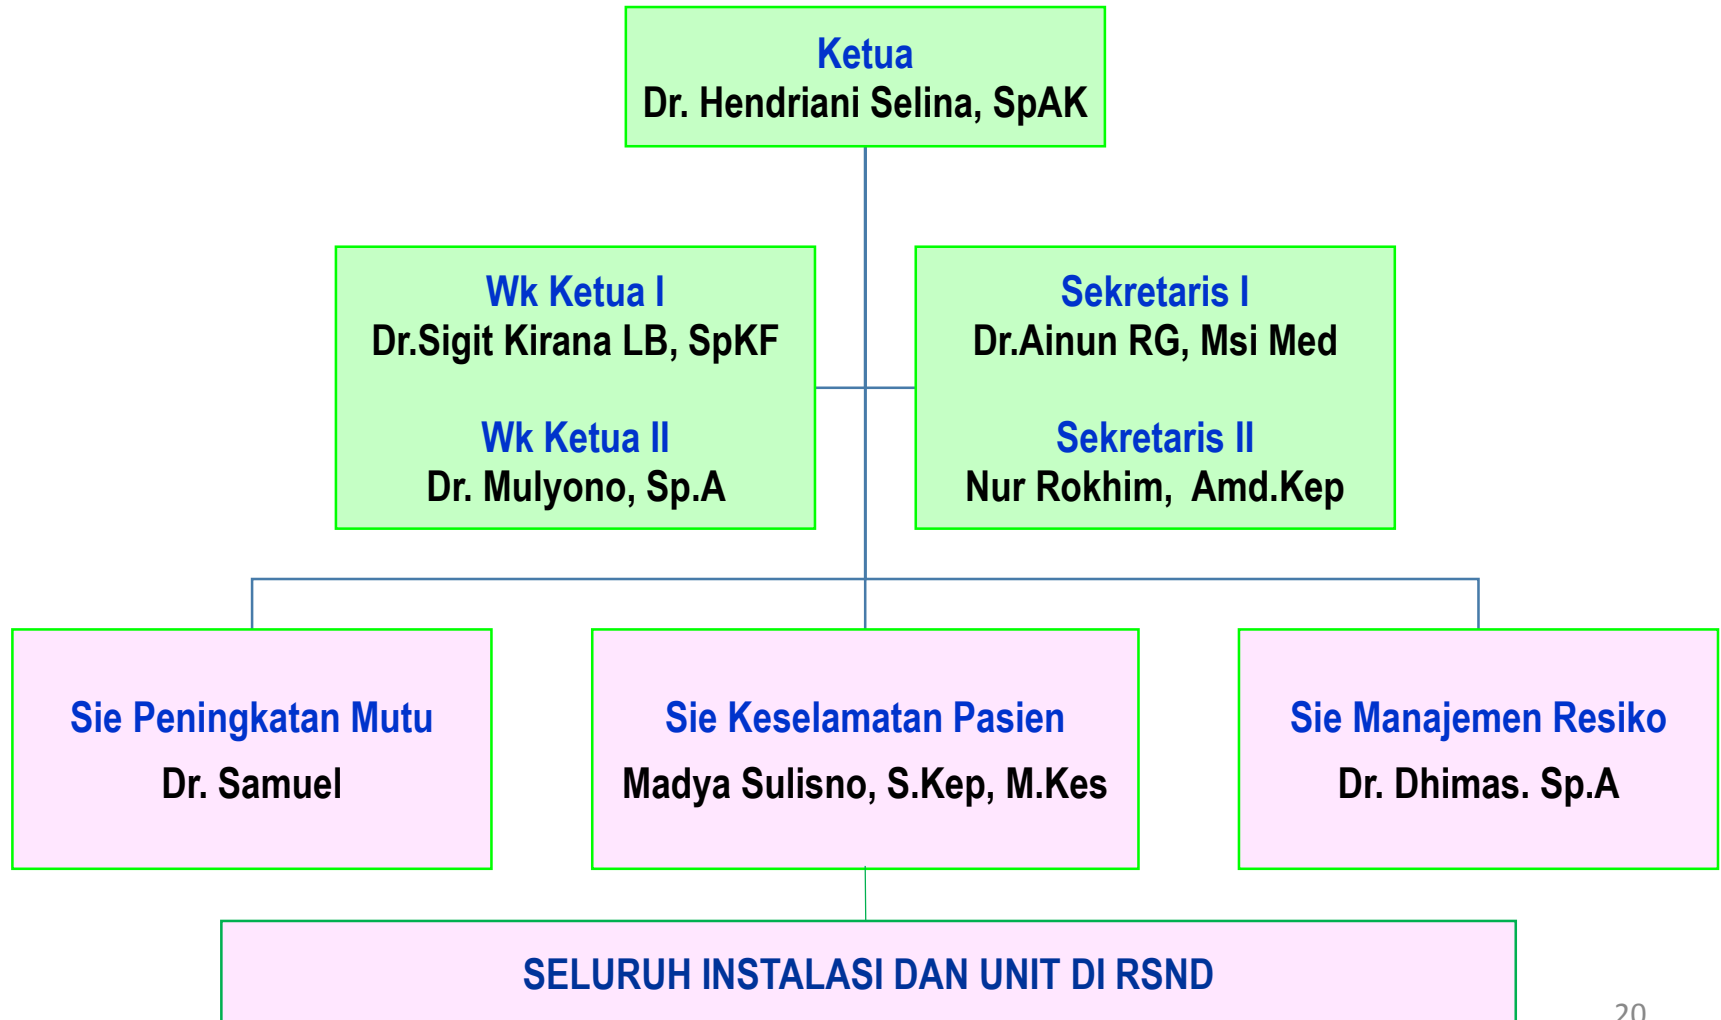 Ketua
Dr. Hendriani Selina, SpAK
Wk Ketua I
Dr.Sigit Kirana LB, SpKF
Wk Ketua II
Dr. Mulyono, Sp.A
Sekretaris I
Dr.Ainun RG, Msi Med
Sekretaris II
Nur Rokhim, Amd.Kep
Sie Peningkatan Mutu
Dr. Samuel
Sie Keselamatan Pasien
Madya Sulisno, S.Kep, M.Kes
Sie Manajemen Resiko
Dr. Dhimas. Sp.A
SELURUH INSTALASI DAN UNIT DI RSND
20